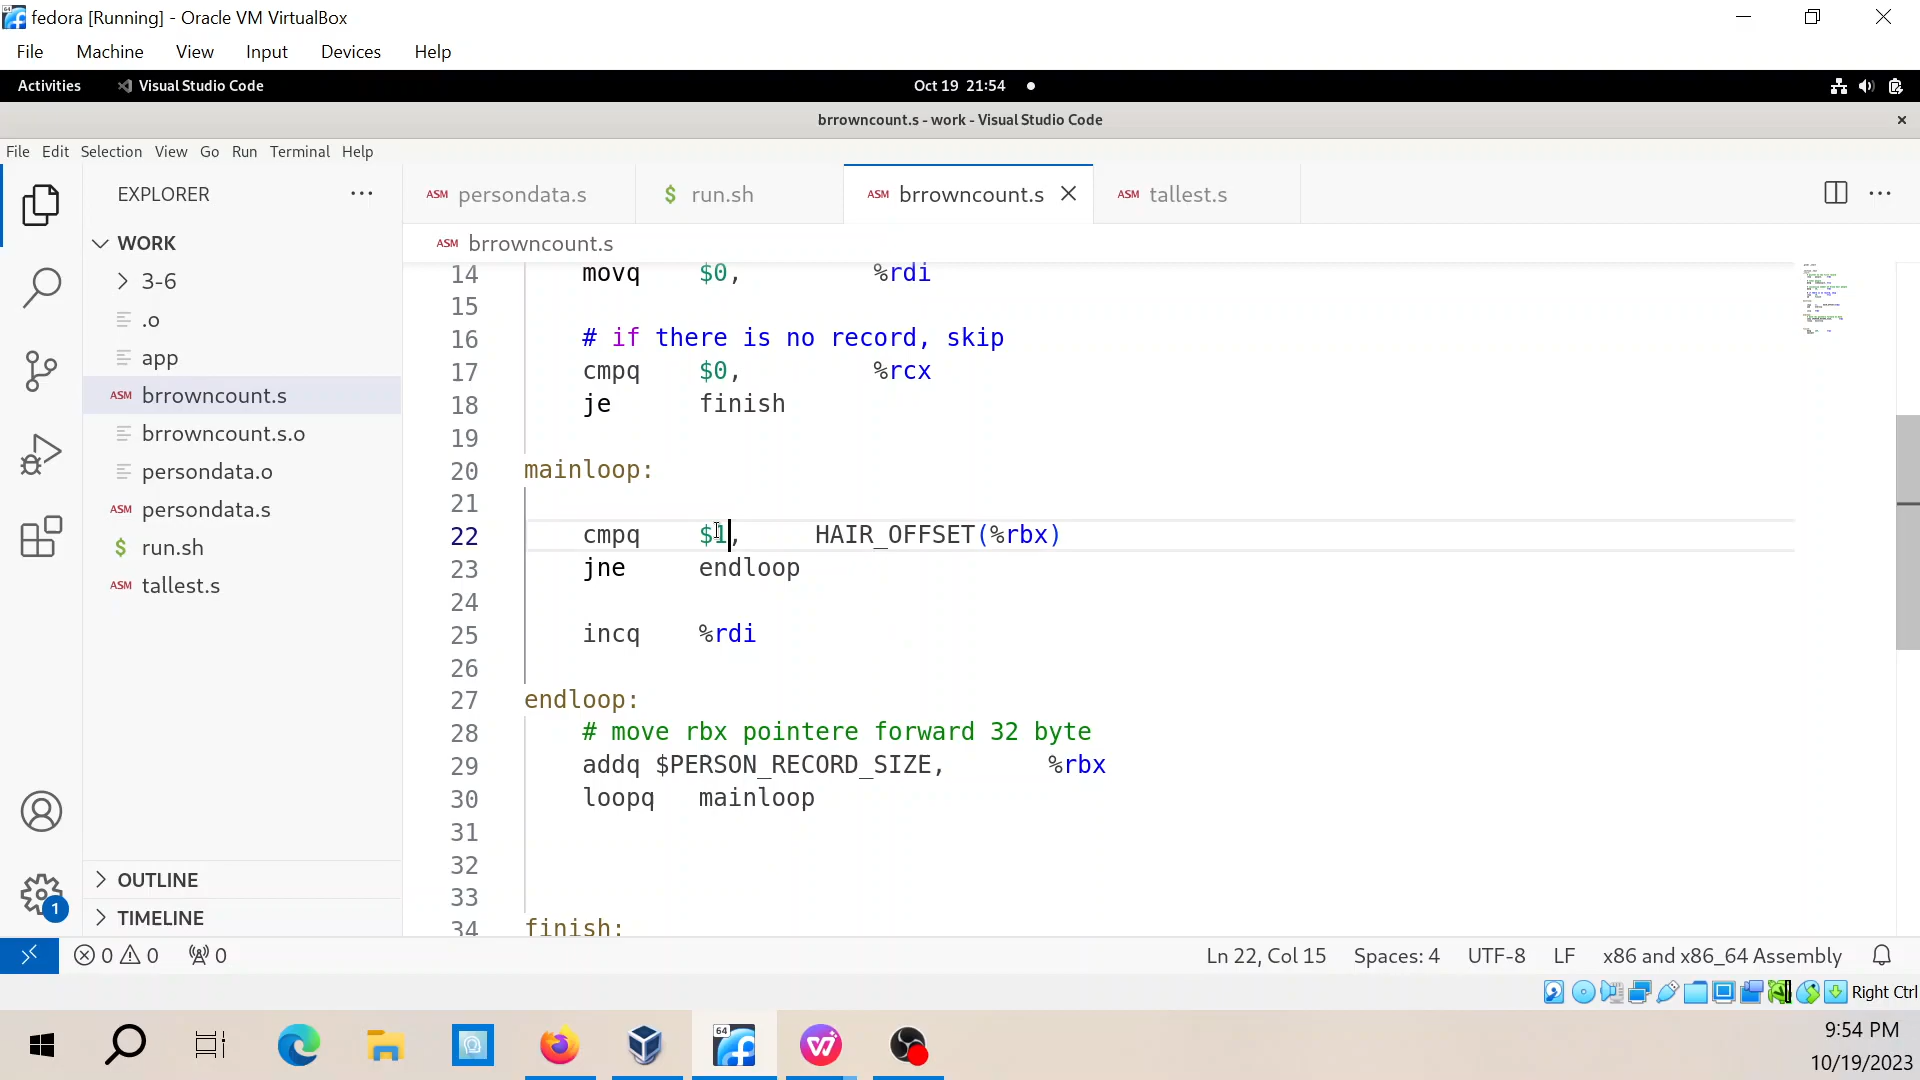 fedora [Running] - Oracle VM VirtualBox
File Machine View Input Devices Help
Activities Visual Studio Code Oct 19 21:54
brrowncount.s - work - Visual Studio Code
File Edit Selection View Go Run Terminal Help
EXPLORER
WORK
3-6
.o
app
ASM brrowncount.s
brrowncount.s.o
persondata.o
ASM persondata.s
$ run.sh
ASM tallest.s
OUTLINE
TIMELINE
1
ASM persondata.s $ run.sh ASM brrowncount.s ASM tallest.s
ASM brrowncount.s
14 movq $0, %rdi
15
16 # if there is no record, skip
17 cmpq $0, %rcx
18 je finish
19
20 mainloop:
21
22 cmpq $1, HAIR_OFFSET(%rbx)
23 jne endloop
24
25 incq %rdi
26
27 endloop:
28 # move rbx pointere forward 32 byte
29 addq $PERSON_RECORD_SIZE, %rbx
30 loopq mainloop
31
32
33
34 finish:
0 0 0 Ln 22, Col 15 Spaces: 4 UTF-8 LF x86 and x86_64 Assembly
Right Ctrl
64
9:54 PM
10/19/2023